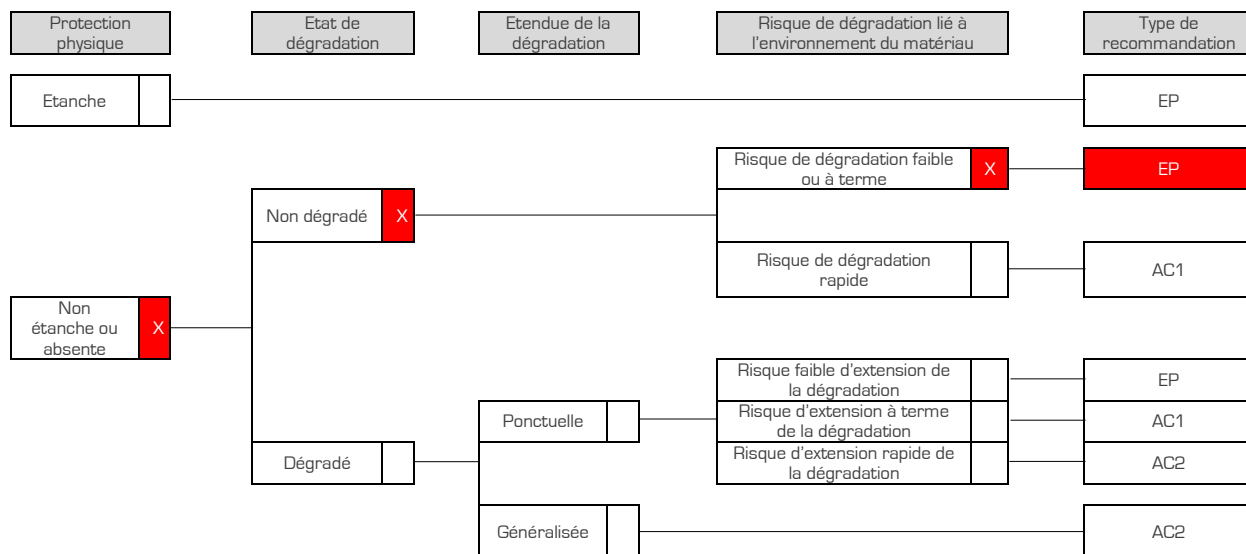 Protection
physique
Etat de
dégradation
Etendue de la
dégradation
Risque de dégradation lié à
l'environnement du matériau
Type de
recommandation
Etanche
EP
Risque de dégradation faible
ou à terme
X
EP
Non dégradé
X
Risque de dégradation
rapide
AC1
Non
étanche ou
absente
X
Risque faible d'extension de
la dégradation
EP
Ponctuelle
Risque d'extension à terme
de la dégradation
AC1
Dégradé
Risque d'extension rapide de
la dégradation
AC2
Généralisée
AC2